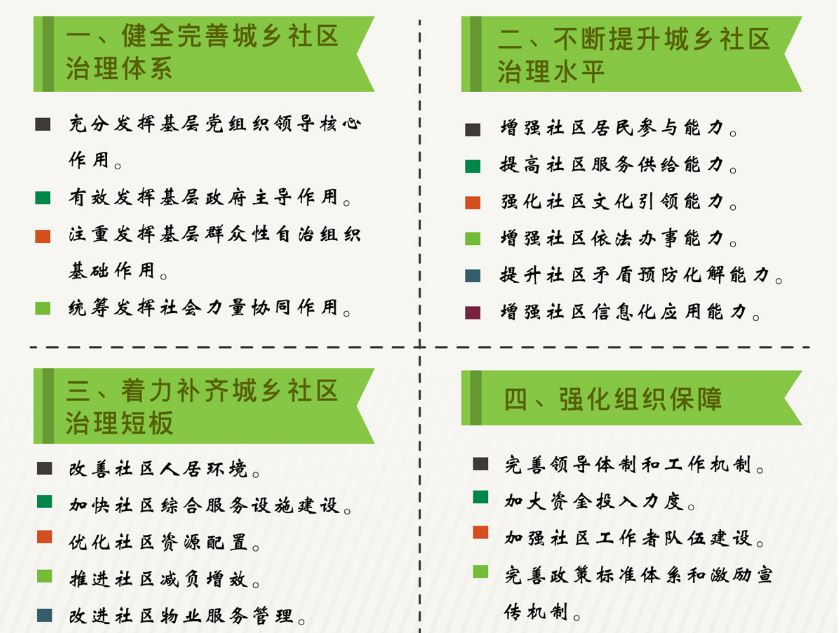 一、健全完善城乡社区
治理体系
充分发挥基层党组织领导核心
作用。
有效发挥基层政府主导作用。
注重发挥基层群众性自治组织
基础作用。
统筹发挥社会力量协同作用。
二、不断提升城乡社区
治理水平
增强社区居民参与能力。
提高社区服务供给能力。
强化社区文化引领能力。
增强社区依法办事能力。
提升社区矛盾预防化解能力。
增强社区信息化应用能力。
三、着力补齐城乡社区
治理短板
改善社区人居环境。
加快社区综合服务设施建设。
优化社区资源配置。
推进社区减负增效。
改进社区物业服务管理。
四、强化组织保障
完善领导体制和工作机制。
加大资金投入力度。
加强社区工作者队伍建设。
完善政策标准体系和激励宣
传机制。